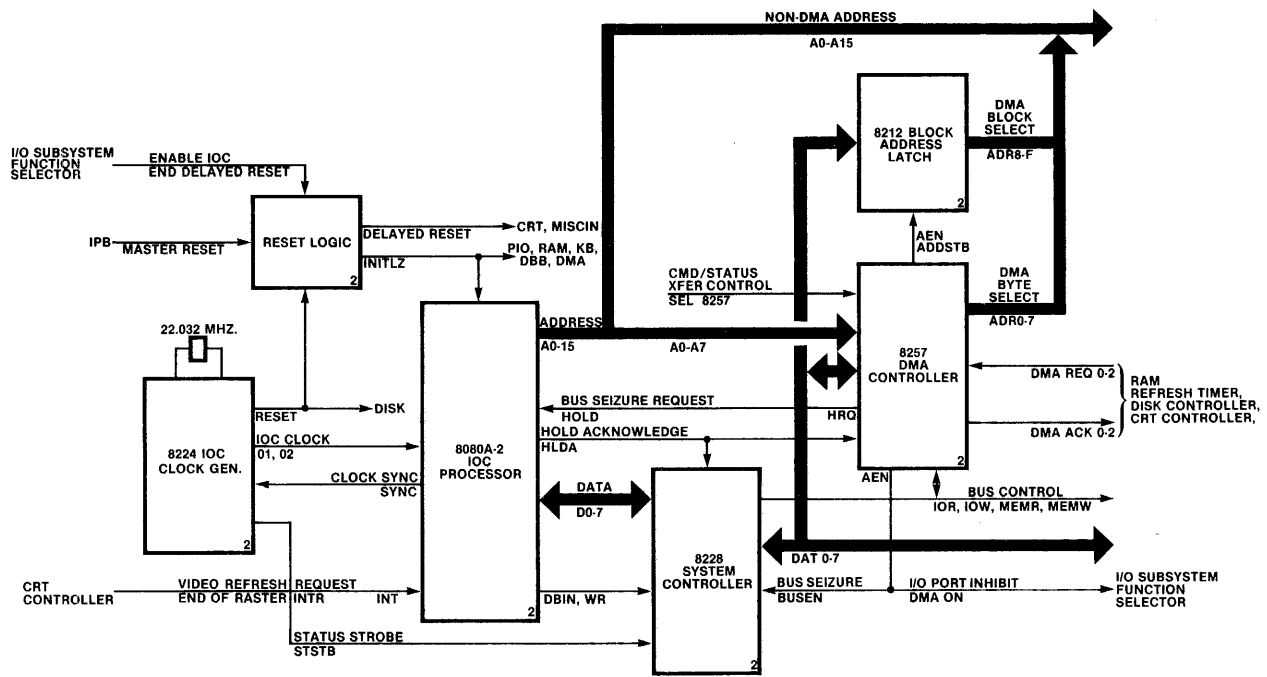 NON-DMA ADDRESS
A0-A15
I/O SUBSYSTEM
FUNCTION
SELECTOR
ENABLE IOC
END DELAYED RESET
8212 BLOCK
ADDRESS
LATCH
2
DMA
BLOCK
SELECT
ADR8-F
IPB
MASTER RESET
RESET LOGIC
2
DELAYED RESET
CRT, MISCIN
INITLZ
PIO, RAM, KB,
DBB, DMA
AEN
ADDSTB
CMD/STATUS
XFER CONTROL
SEL 8257
DMA
BYTE
SELECT
ADR0-7
22.032 MHZ.
ADDRESS
A0-15
A0-A7
8257
DMA
CONTROLLER
2
DMA REQ 0-2
DMA ACK 0-2
RAM
REFRESH TIMER,
DISK CONTROLLER,
CRT CONTROLLER,
RESET
DISK
BUS SEIZURE REQUEST
HOLD
HRQ
8224 IOC
CLOCK GEN.
2
IOC CLOCK
01, 02
8080A-2
IOC
PROCESSOR
2
HOLD ACKNOWLEDGE
HLDA
CLOCK SYNC
SYNC
AEN
DATA
D0-7
BUS CONTROL
IOR, IOW, MEMR, MEMW
8228
SYSTEM
CONTROLLER
2
DAT 0-7
CRT
CONTROLLER
VIDEO REFRESH REQUEST
END OF RASTER INTR
INT
DBIN, WR
BUS SEIZURE
BUSEN
I/O PORT INHIBIT
DMA ON
I/O SUBSYSTEM
FUNCTION
SELECTOR
STATUS STROBE
STSTB